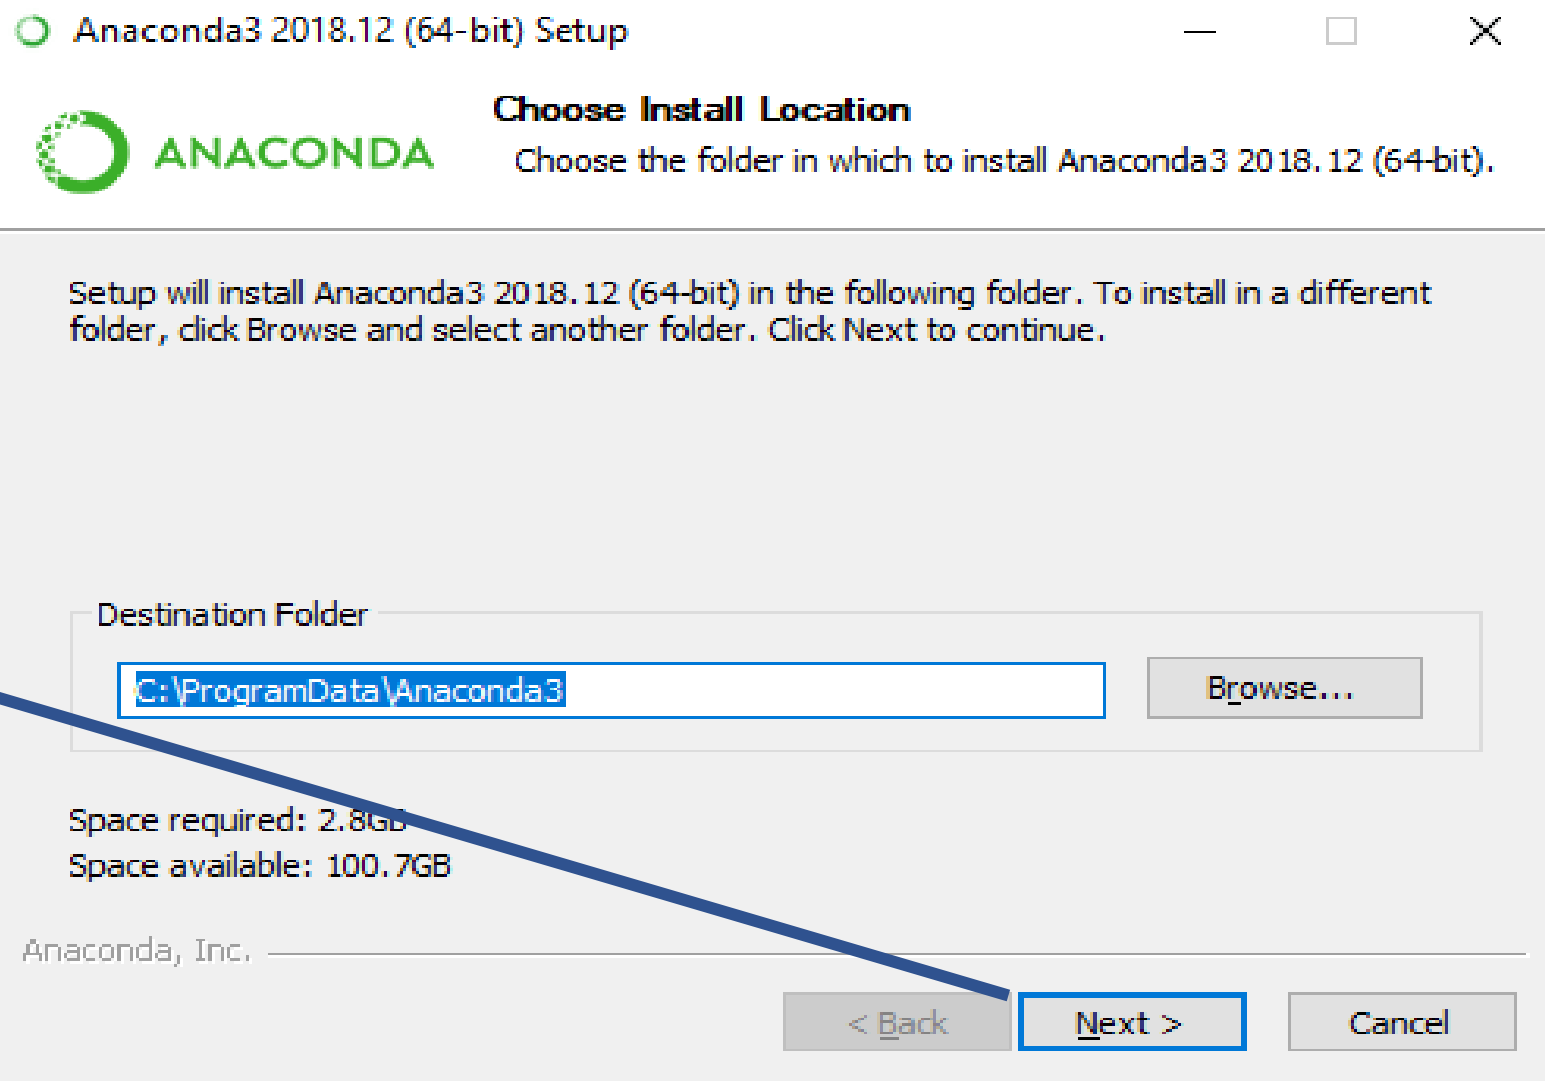 Anaconda3 2018.12 (64-bit) Setup
ANACONDA
Choose Install Location
Choose the folder in which to install Anaconda3 2018.12 (64-bit).
Setup will install Anaconda3 2018.12 (64-bit) in the following folder. To install in a different
folder, click Browse and select another folder. Click Next to continue.
Destination Folder
C:\ProgramData\Anaconda3
Browse...
Space required: 2.8GB
Space available: 100.7GB
Anaconda, Inc.
< Back
Next >
Cancel